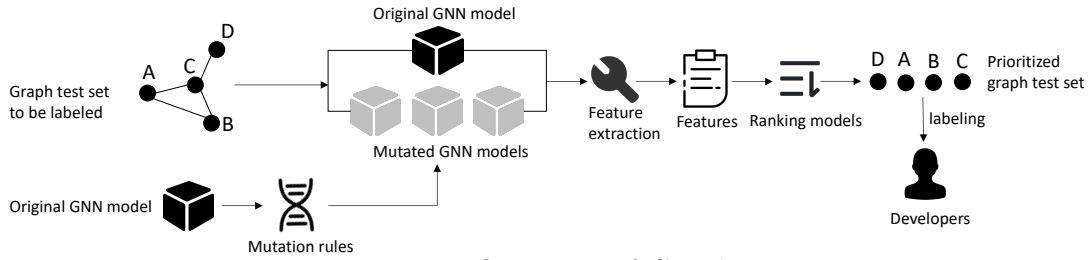 Original GNN model
D
A
C
B
Graph test set
to be labeled
Mutated GNN models
Feature
extraction
Features
Ranking models
D A B C
Prioritized
graph test set
labeling
Developers
Original GNN model
Mutation rules